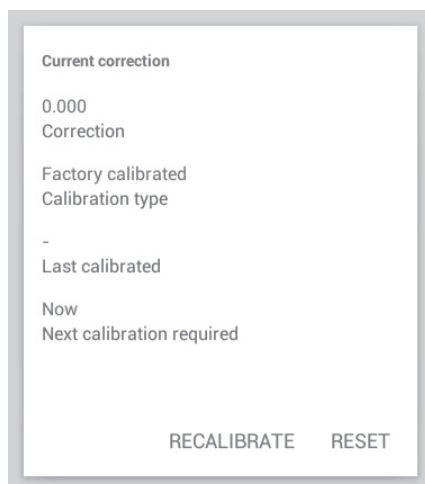 Current correction
0.000
Correction
Factory calibrated
Calibration type
-
Last calibrated
Now
Next calibration required
RECALIBRATE RESET